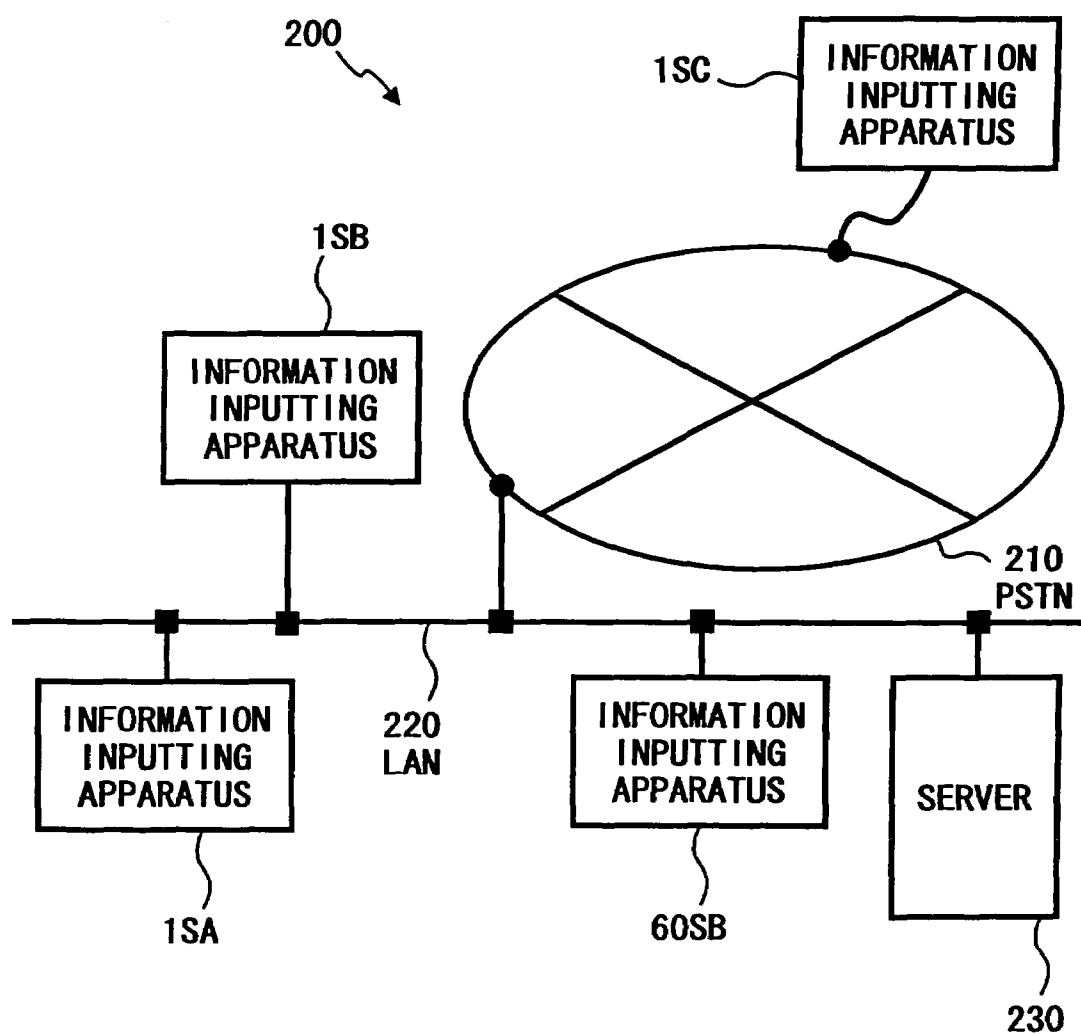 200
1SC
INFORMATION
INPUTTING
APPARATUS
1SB
INFORMATION
INPUTTING
APPARATUS
210
PSTN
INFORMATION
INPUTTING
APPARATUS
220
LAN
INFORMATION
INPUTTING
APPARATUS
SERVER
1SA
60SB
230